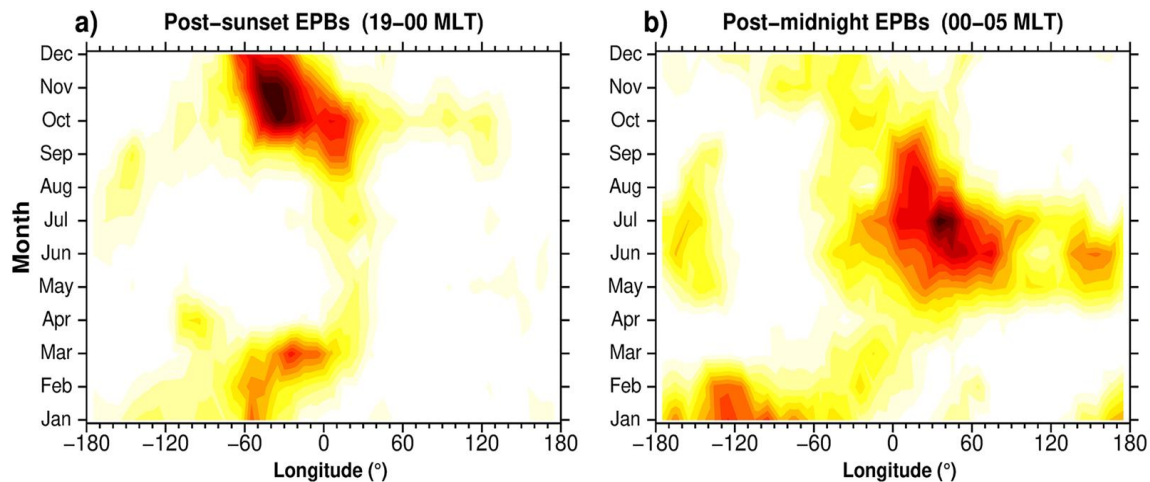 a) Post-sunset EPBs (19-00 MLT)
Dec
Nov
Oct
Sep
Aug
Jul
Jun
May
Apr
Mar
Feb
Jan
Month
-180 -120 -60 0 60 120 180
Longitude (°)
b) Post-midnight EPBs (00-05 MLT)
Dec
Nov
Oct
Sep
Aug
Jul
Jun
May
Apr
Mar
Feb
Jan
-180 -120 -60 0 60 120 180
Longitude (°)